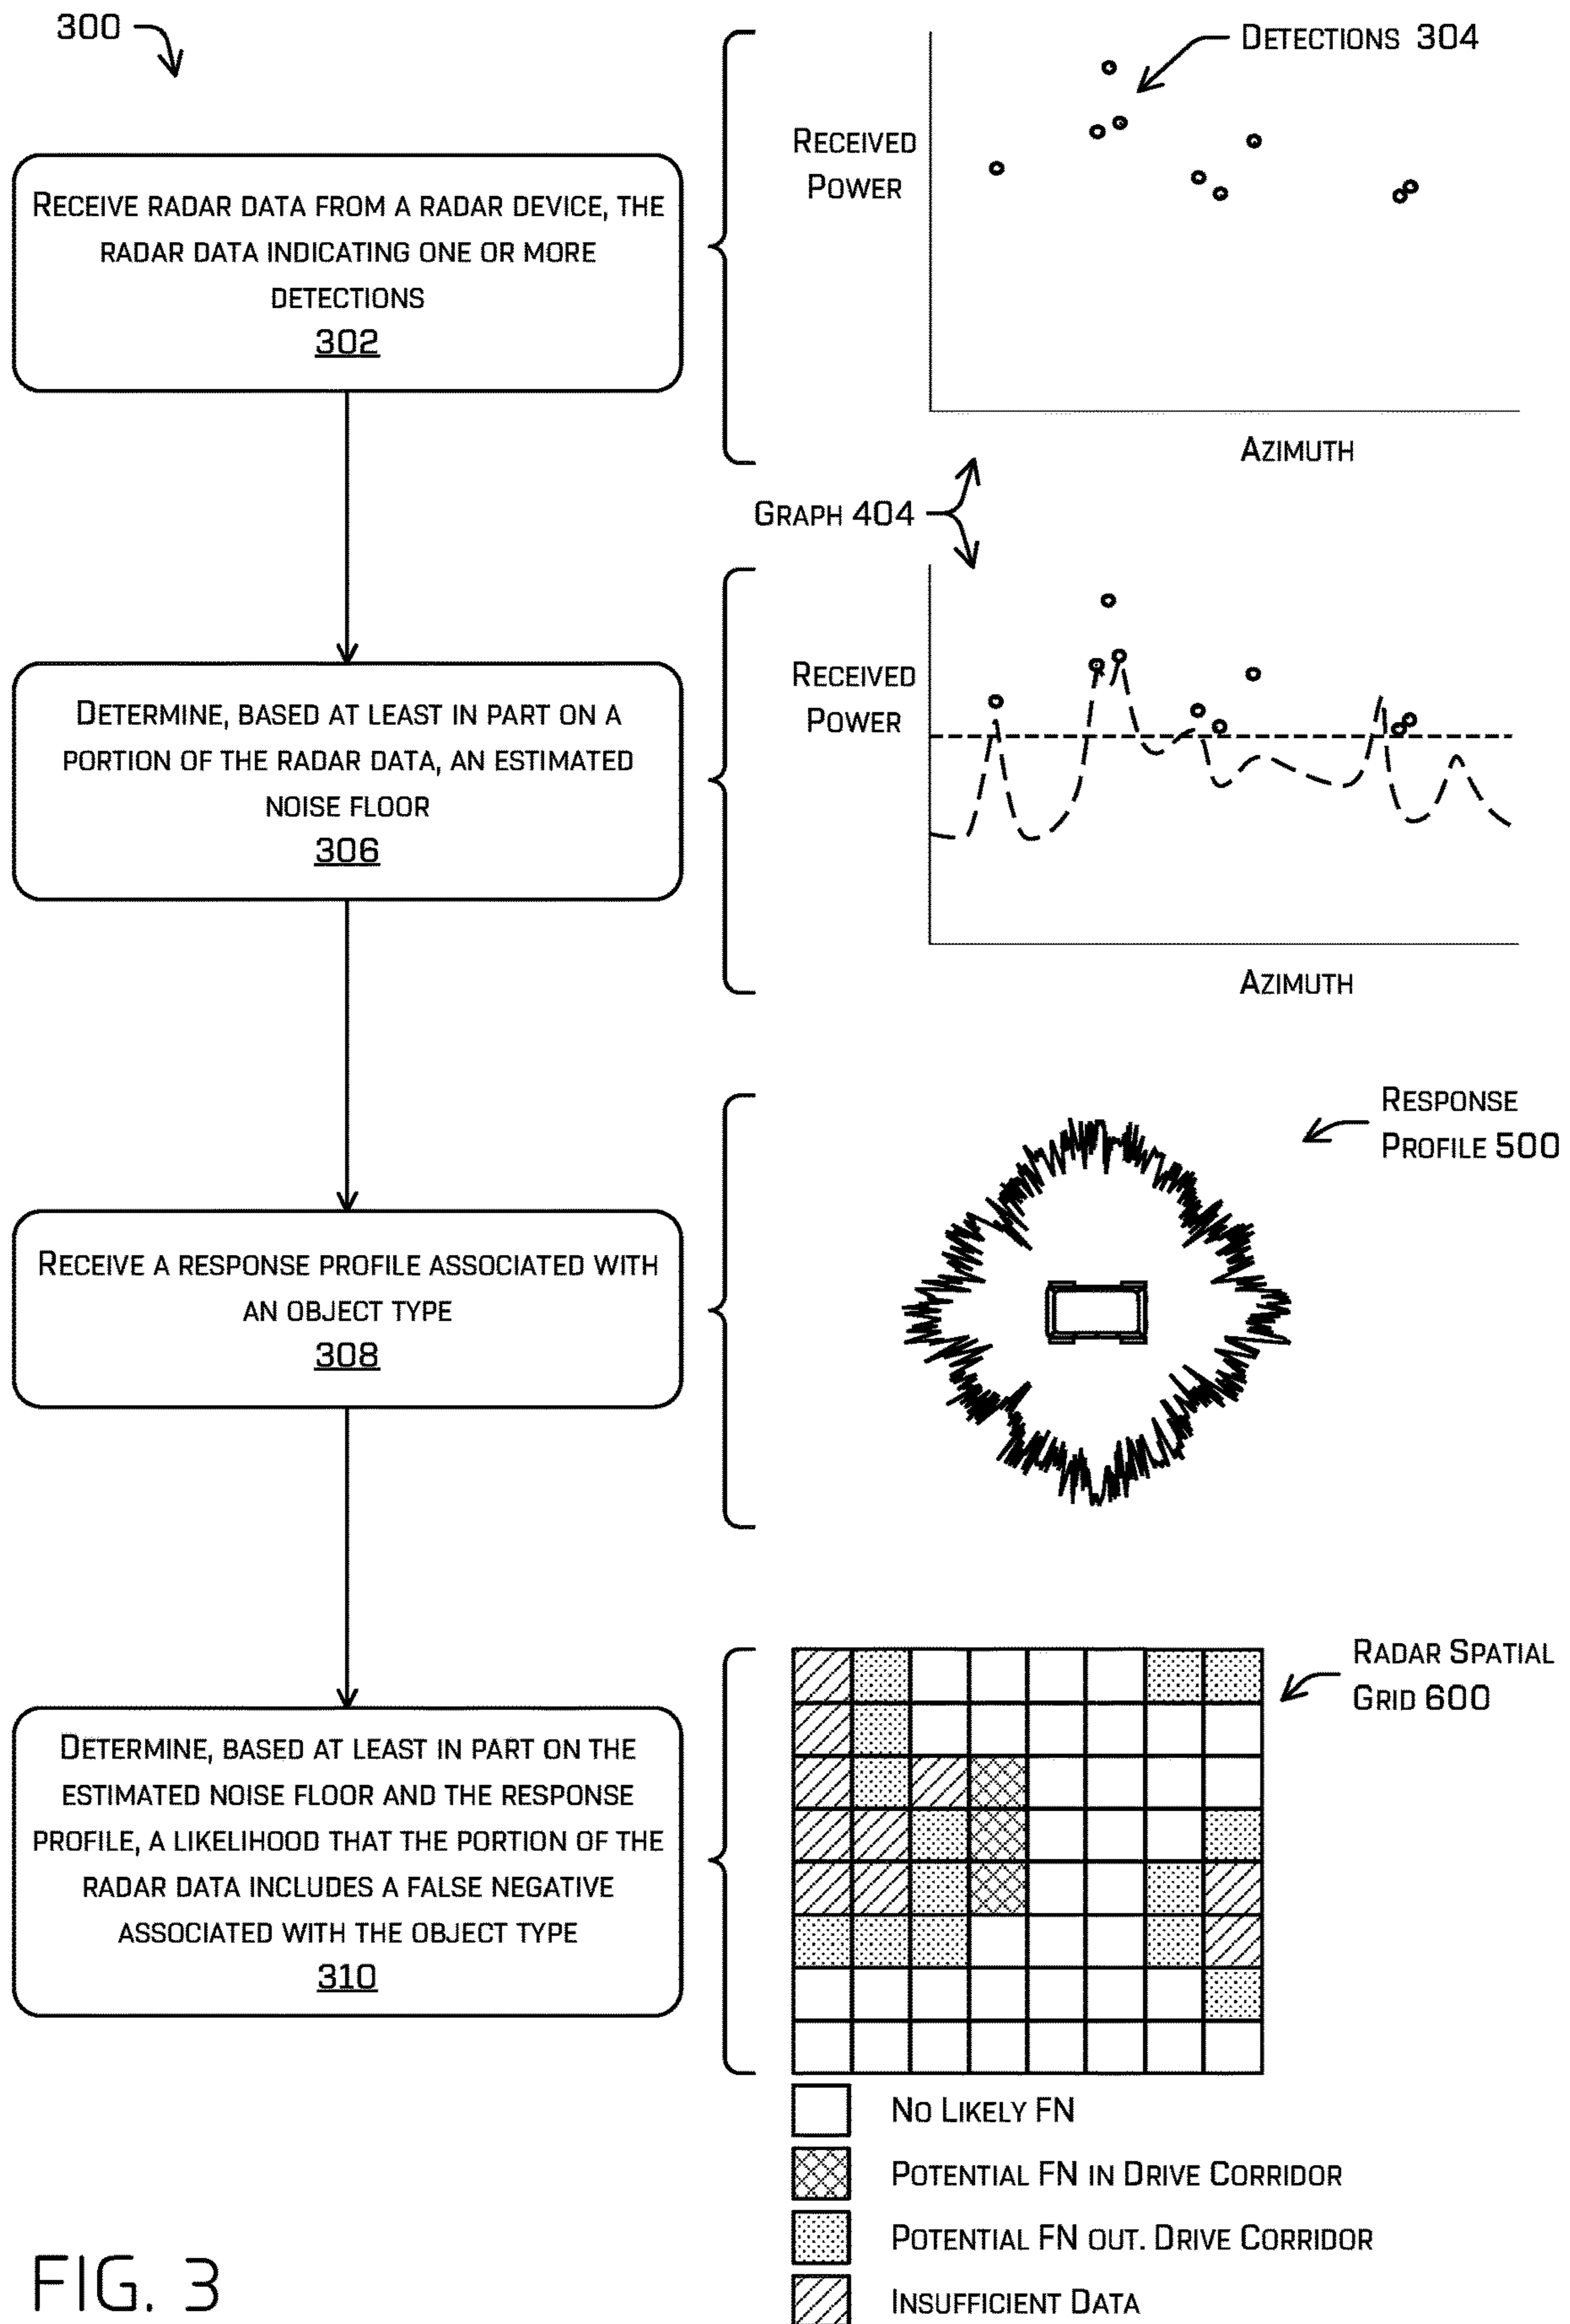 300
Receive radar data from a radar device, the
radar data indicating one or more
detections
302
Detections 304
Received
Power
Azimuth
Graph 404
Determine, based at least in part on a
portion of the radar data, an estimated
noise floor
306
Received
Power
Azimuth
Receive a response profile associated with
an object type
308
Response
Profile 500
Determine, based at least in part on the
estimated noise floor and the response
profile, a likelihood that the portion of the
radar data includes a false negative
associated with the object type
310
Radar Spatial
Grid 600
No Likely FN
Potential FN in Drive Corridor
Potential FN out. Drive Corridor
Insufficient Data
FIG. 3